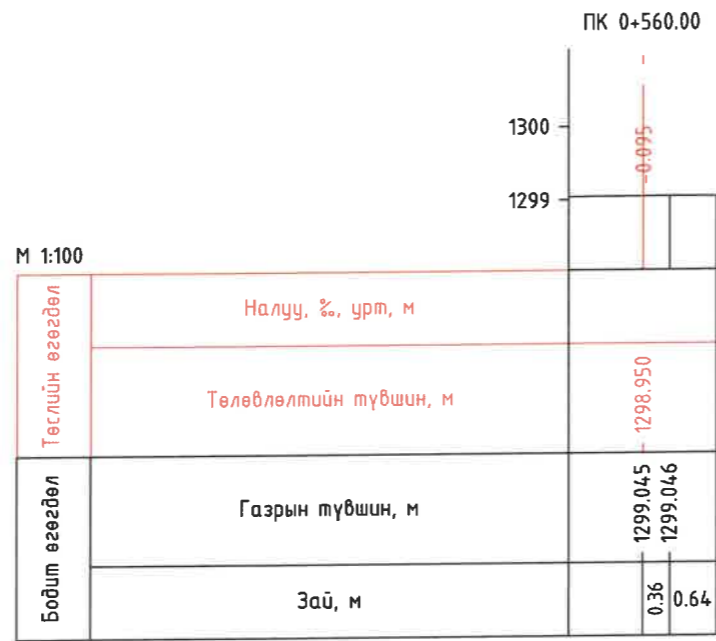 ПК 0+560.00
1300
-0.095
1299
М 1:100
Төслийн өгөгдөл
Налуу, ‰, урт, м
Төлөвлөлтийн түвшин, м
1298.950
Бодит өгөгдөл
Газрын түвшин, м
1299.045
1299.046
Зай, м
0.36
0.64